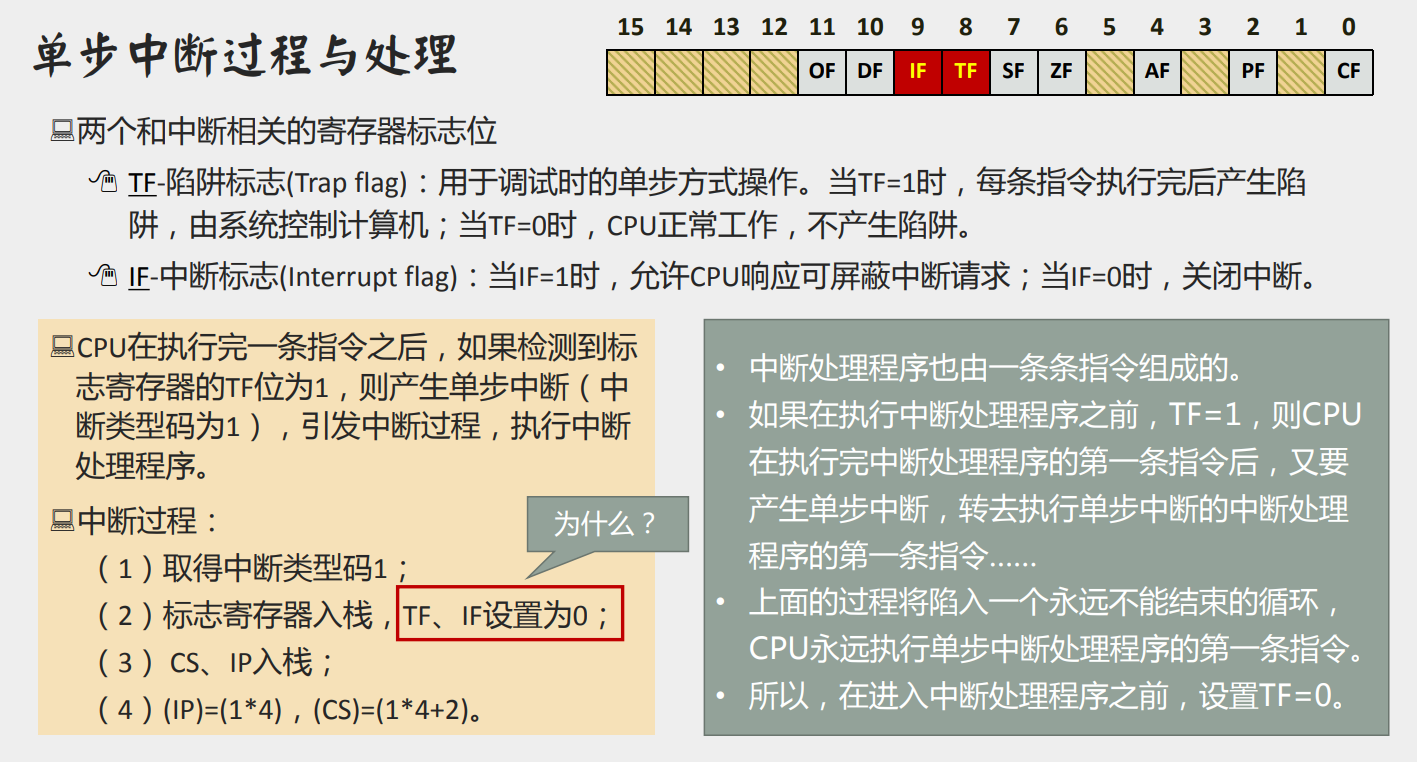 单步中断过程与处理
15 14 13 12 11 10 9 8 7 6 5 4 3 2 1 0
OF DF IF TF SF ZF AF PF CF
两个和中断相关的寄存器标志位
TF-陷阱标志(Trap flag)：用于调试时的单步方式操作。当TF=1时，每条指令执行完后产生陷
阱，由系统控制计算机；当TF=0时，CPU正常工作，不产生陷阱。
IF-中断标志(Interrupt flag)：当IF=1时，允许CPU响应可屏蔽中断请求；当IF=0时，关闭中断。
CPU在执行完一条指令之后，如果检测到标
志寄存器的TF位为1，则产生单步中断（中
断类型码为1），引发中断过程，执行中断
处理程序。
中断过程：
（1）取得中断类型码1；
（2）标志寄存器入栈，TF、IF设置为0；
（3）CS、IP入栈；
（4）(IP)=(1*4)，(CS)=(1*4+2)。
为什么？
• 中断处理程序也由一条条指令组成的。
• 如果在执行中断处理程序之前，TF=1，则CPU
在执行完中断处理程序的第一条指令后，又要
产生单步中断，转去执行单步中断的中断处理
程序的第一条指令……
• 上面的过程将陷入一个永远不能结束的循环，
CPU永远执行单步中断处理程序的第一条指令。
• 所以，在进入中断处理程序之前，设置TF=0。